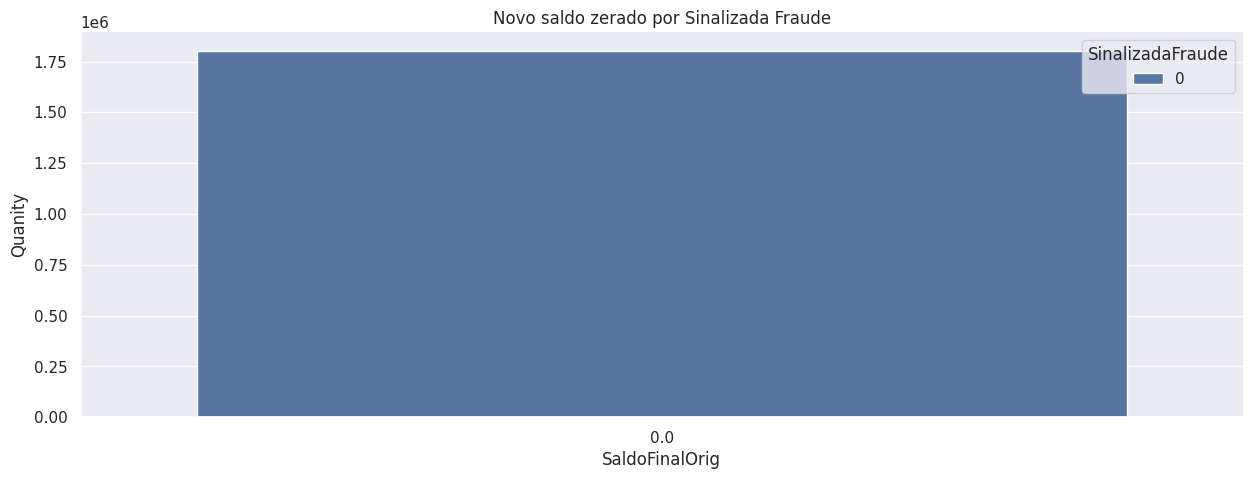 Novo saldo zerado por Sinalizada Fraude
1e6
SinalizadaFraude
0
1.75
1.50
1.25
1.00
0.75
0.50
0.25
0.00
Quanity
0.0
SaldoFinalOrig